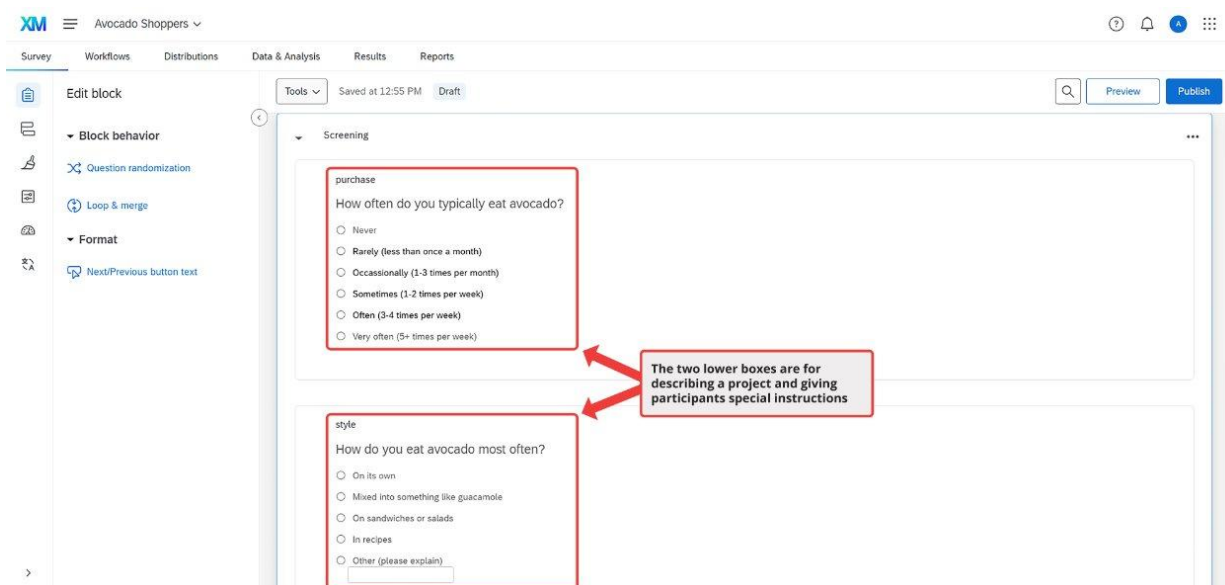 XM Avocado Shoppers
A
Survey Workflows Distributions Data & Analysis Results Reports
Edit block
Tools Saved at 12:55 PM Draft
Preview Publish
Block behavior
Question randomization
Loop & merge
Format
Next/Previous button text
Screening
purchase
How often do you typically eat avocado?
Never
Rarely (less than once a month)
Occassionally (1-3 times per month)
Sometimes (1-2 times per week)
Often (3-4 times per week)
Very often (5+ times per week)
The two lower boxes are for
describing a project and giving
participants special instructions
style
How do you eat avocado most often?
On its own
Mixed into something like guacamole
On sandwiches or salads
In recipes
Other (please explain)